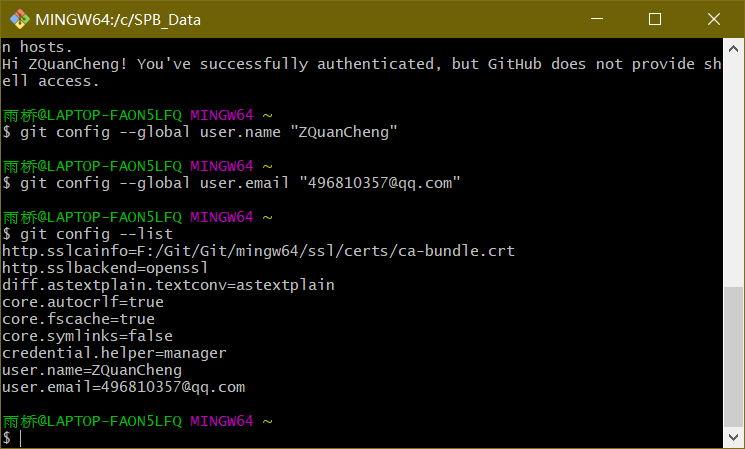 MINGW64:/c/SPB_Data
n hosts.
Hi ZQuanCheng! You've successfully authenticated, but GitHub does not provide sh
ell access.
雨桥@LAPTOP-FAON5LFQ MINGW64 ~
$ git config --global user.name "ZQuanCheng"
雨桥@LAPTOP-FAON5LFQ MINGW64 ~
$ git config --global user.email "496810357@qq.com"
雨桥@LAPTOP-FAON5LFQ MINGW64 ~
$ git config --list
http.sslcainfo=F:/Git/Git/mingw64/ssl/certs/ca-bundle.crt
http.sslbackend=openssl
diff.astextplain.textconv=astextplain
core.autocrlf=true
core.fscache=true
core.symlinks=false
credential.helper=manager
user.name=ZQuanCheng
user.email=496810357@qq.com
雨桥@LAPTOP-FAON5LFQ MINGW64 ~
$